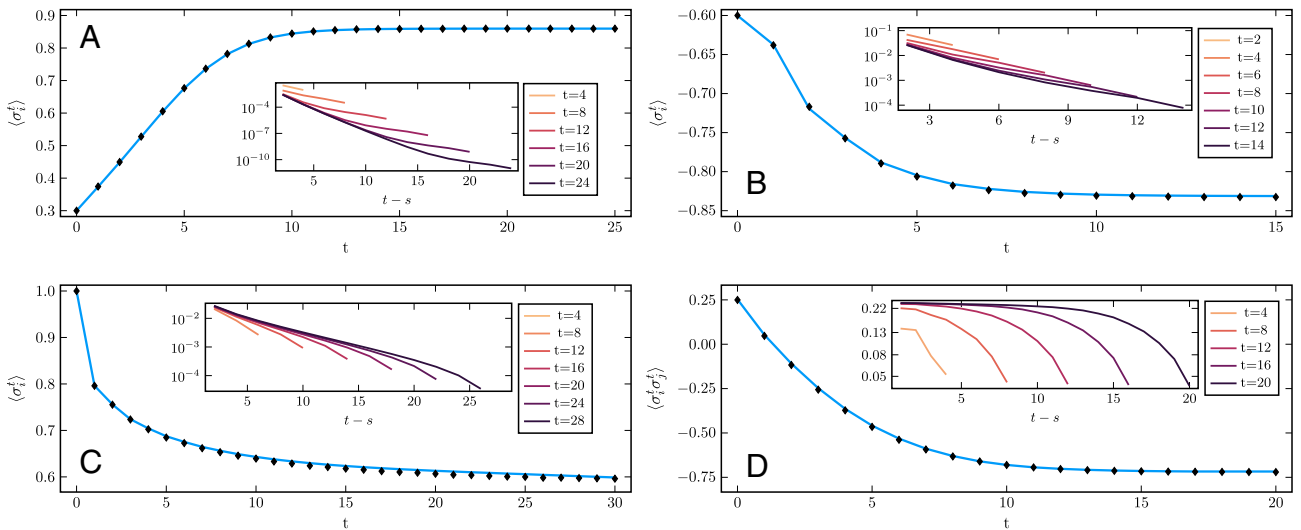 A
⟨σ_i^t⟩
0.9
0.8
0.7
0.6
0.5
0.4
0.3
0 5 10 15 20 25
t
10^−4
10^−7
10^−10
5 10 15 20
t − s
t=4
t=8
t=12
t=16
t=20
t=24
B
⟨σ_i^t⟩
−0.60
−0.65
−0.70
−0.75
−0.80
−0.85
0 5 10 15
t
10^−1
10^−2
10^−3
10^−4
3 6 9 12
t − s
t=2
t=4
t=6
t=8
t=10
t=12
t=14
C
⟨σ_i^t⟩
1.0
0.9
0.8
0.7
0.6
0 5 10 15 20 25 30
t
10^−2
10^−3
10^−4
5 10 15 20 25
t − s
t=4
t=8
t=12
t=16
t=20
t=24
t=28
D
⟨σ_i^t σ_j^t⟩
0.25
0.00
−0.25
−0.50
−0.75
0 5 10 15 20
t
0.22
0.13
0.08
0.05
5 10 15 20
t − s
t=4
t=8
t=12
t=16
t=20